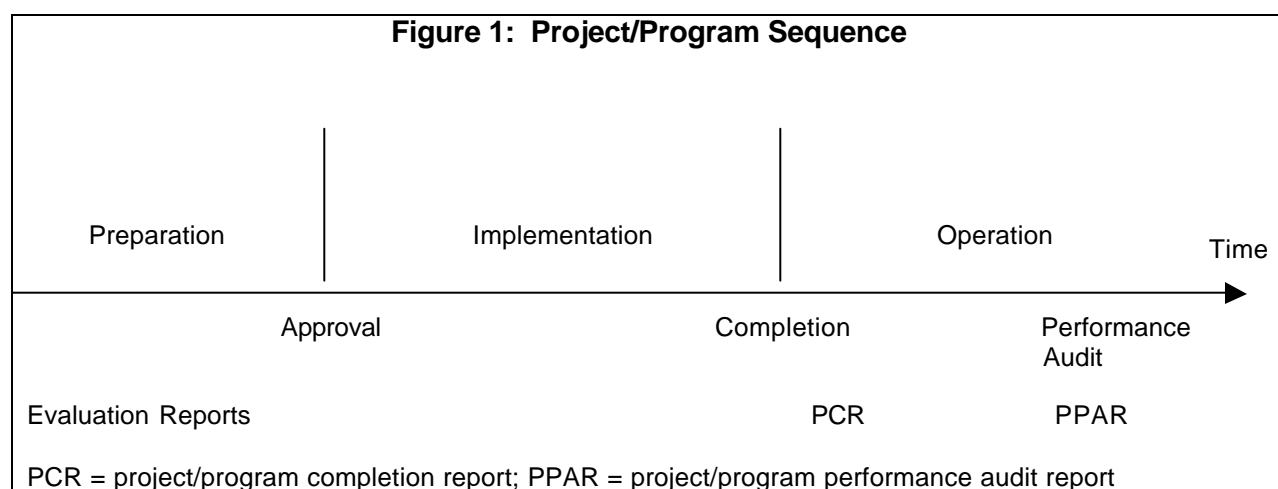 Figure 1: Project/Program Sequence
Preparation
Implementation
Operation
Time
Approval
Completion
Performance
Audit
Evaluation Reports
PCR
PPAR
PCR = project/program completion report; PPAR = project/program performance audit report